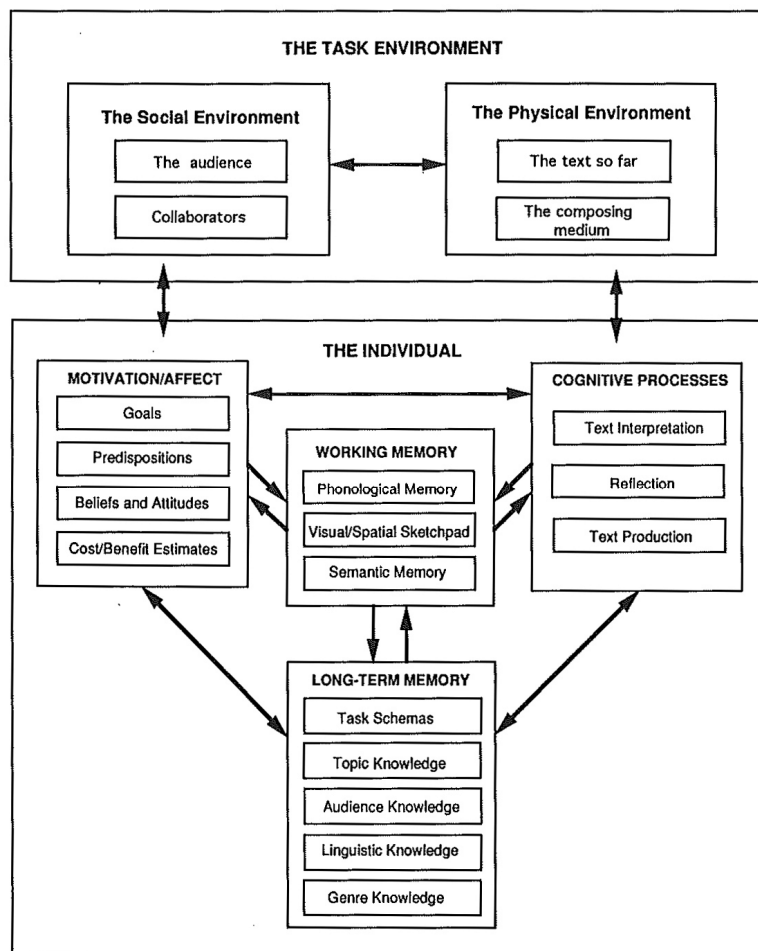 THE TASK ENVIRONMENT
The Social Environment
The audience
Collaborators
The Physical Environment
The text so far
The composing
medium
THE INDIVIDUAL
MOTIVATION/AFFECT
Goals
Predispositions
Beliefs and Attitudes
Cost/Benefit Estimates
WORKING MEMORY
Phonological Memory
Visual/Spatial Sketchpad
Semantic Memory
COGNITIVE PROCESSES
Text Interpretation
Reflection
Text Production
LONG-TERM MEMORY
Task Schemas
Topic Knowledge
Audience Knowledge
Linguistic Knowledge
Genre Knowledge